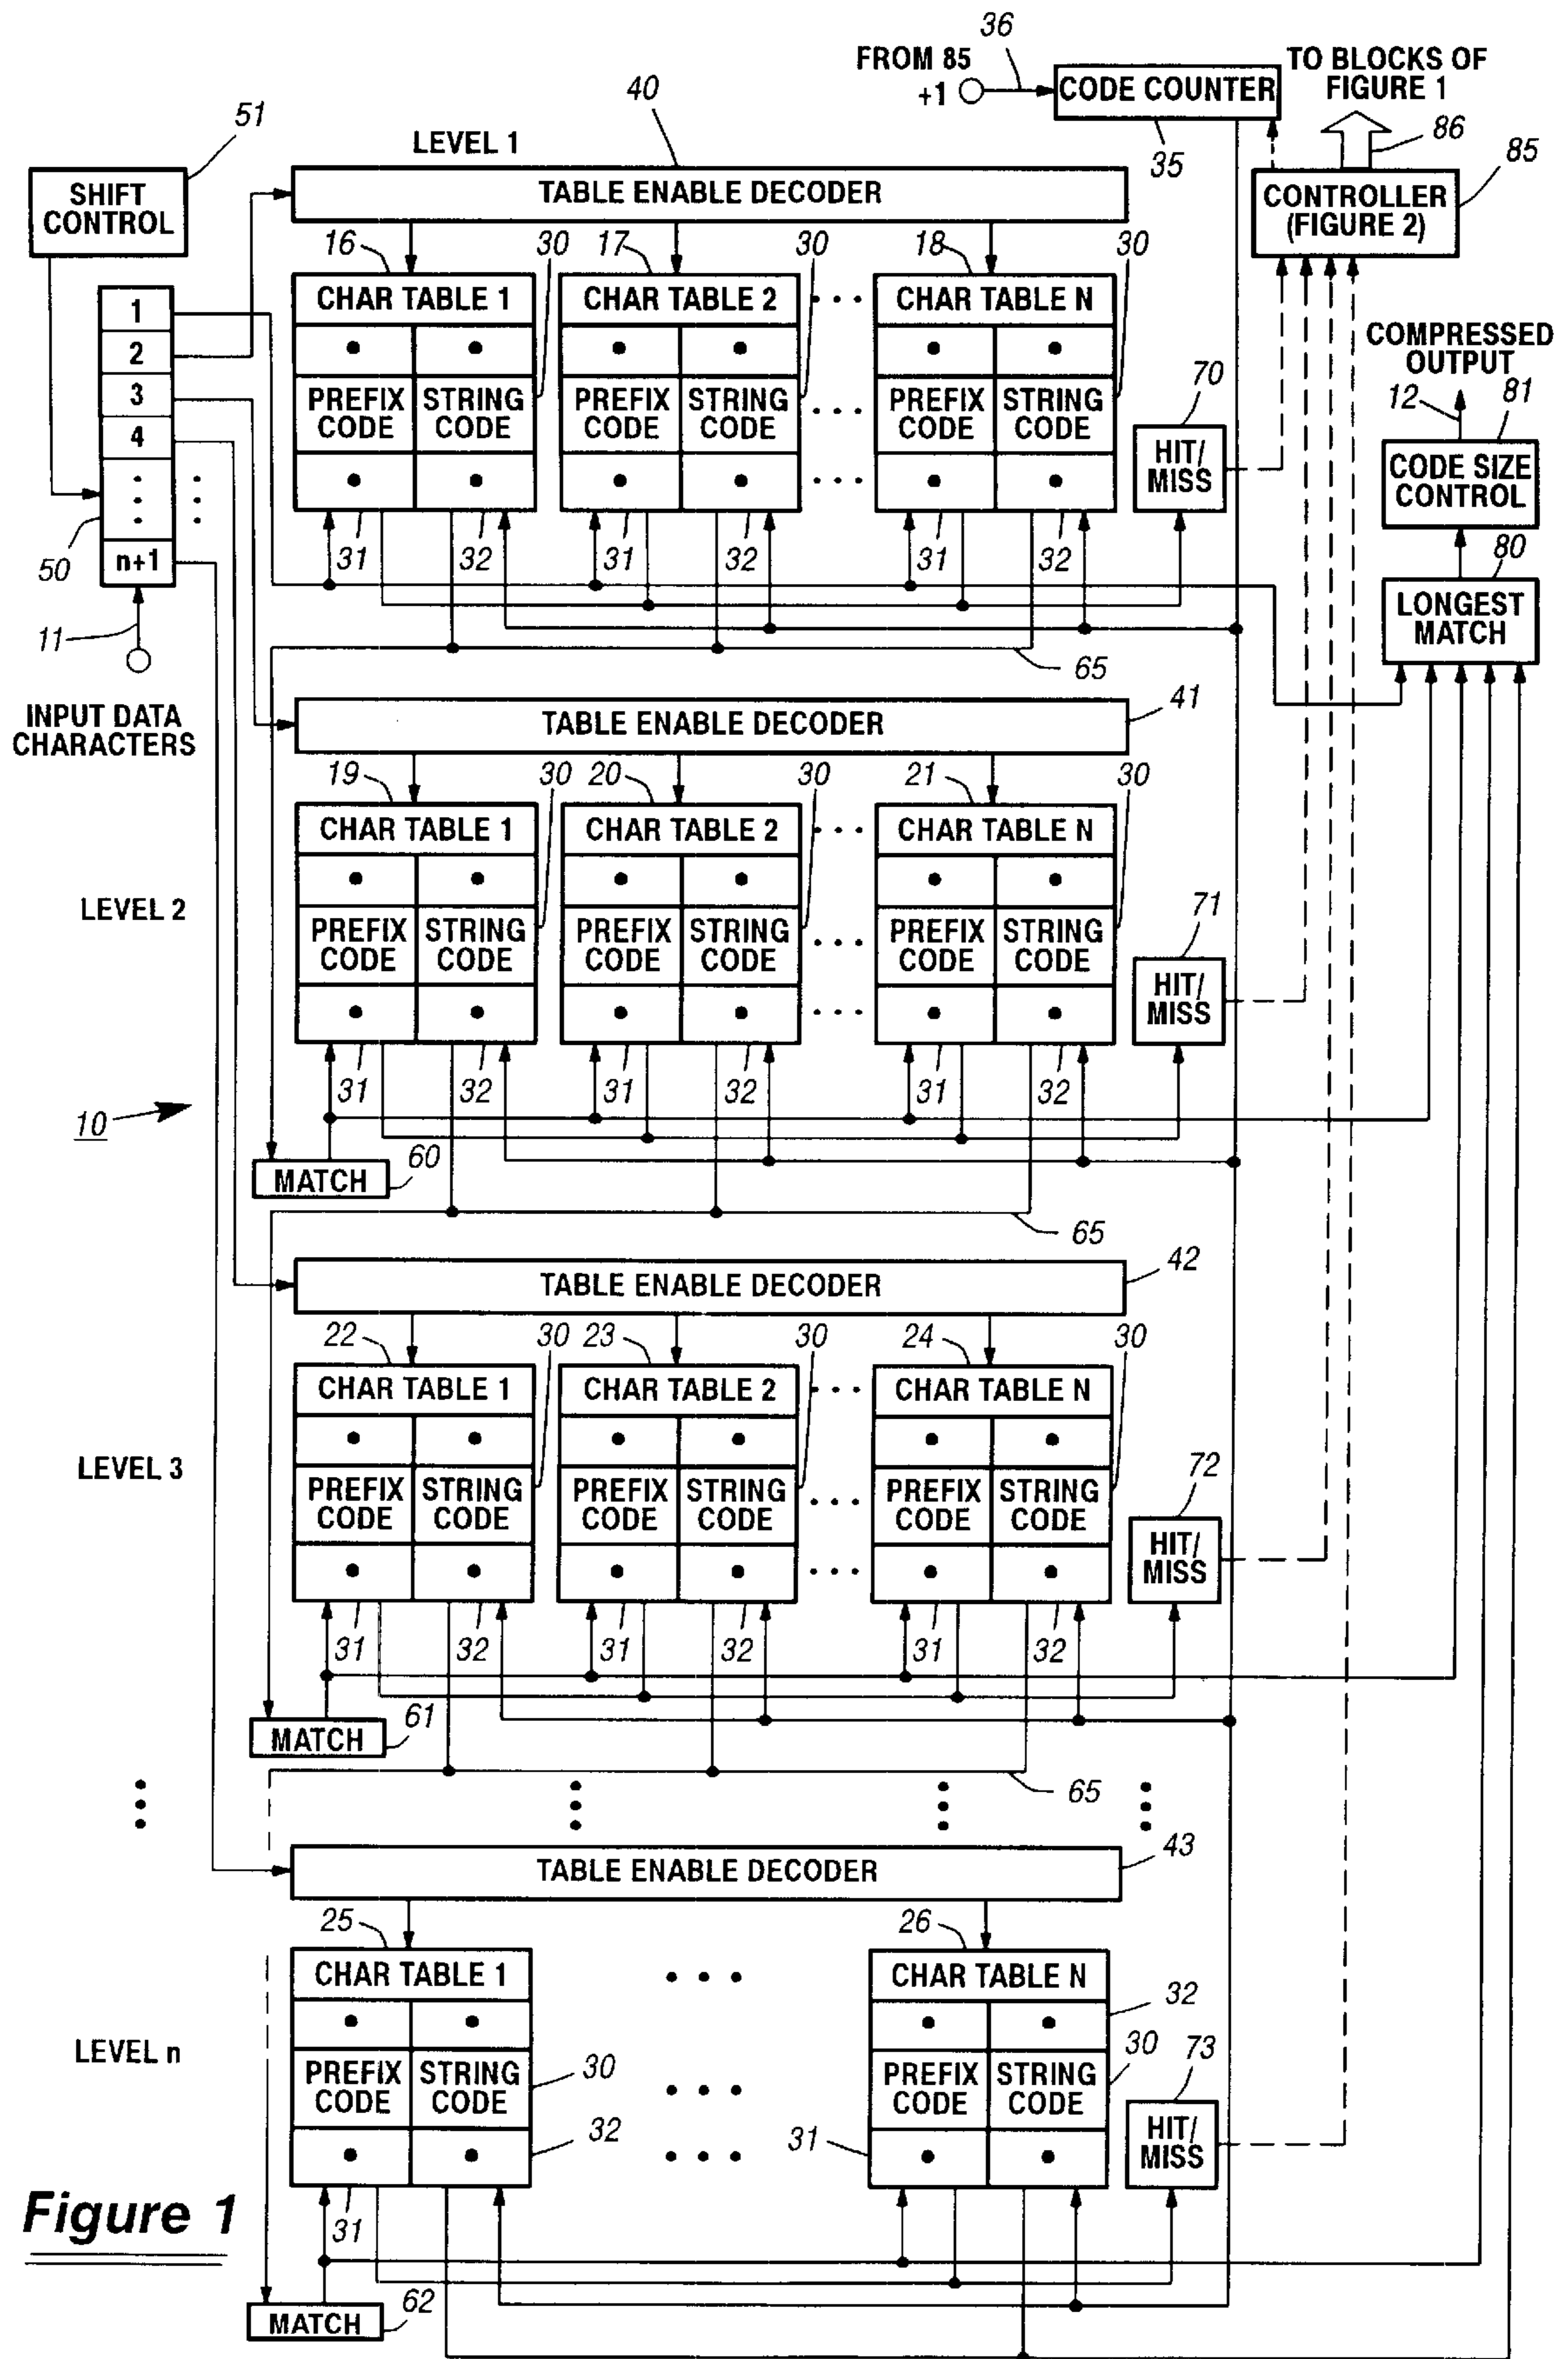 36
FROM 85
+1
CODE COUNTER
35
TO BLOCKS OF
FIGURE 1
86
85
CONTROLLER
(FIGURE 2)
51
SHIFT
CONTROL
LEVEL 1
40
TABLE ENABLE DECODER
16
30
17
30
18
30
CHAR TABLE 1
CHAR TABLE 2
CHAR TABLE N
PREFIX CODE
STRING CODE
PREFIX CODE
STRING CODE
PREFIX CODE
STRING CODE
1
2
3
4
n+1
50
11
INPUT DATA
CHARACTERS
31
32
31
32
31
32
70
HIT/
MISS
COMPRESSED
OUTPUT
12
81
CODE SIZE
CONTROL
80
LONGEST
MATCH
65
41
TABLE ENABLE DECODER
19
30
20
30
21
30
CHAR TABLE 1
CHAR TABLE 2
CHAR TABLE N
LEVEL 2
PREFIX CODE
STRING CODE
PREFIX CODE
STRING CODE
PREFIX CODE
STRING CODE
71
HIT/
MISS
31
32
31
32
31
32
10
MATCH
60
65
42
TABLE ENABLE DECODER
22
30
23
30
24
30
CHAR TABLE 1
CHAR TABLE 2
CHAR TABLE N
LEVEL 3
PREFIX CODE
STRING CODE
PREFIX CODE
STRING CODE
PREFIX CODE
STRING CODE
72
HIT/
MISS
31
32
31
32
31
32
MATCH
61
65
43
TABLE ENABLE DECODER
25
26
CHAR TABLE 1
CHAR TABLE N
32
LEVEL n
PREFIX CODE
STRING CODE
30
PREFIX CODE
STRING CODE
30
73
HIT/
MISS
32
31
31
Figure 1
MATCH
62